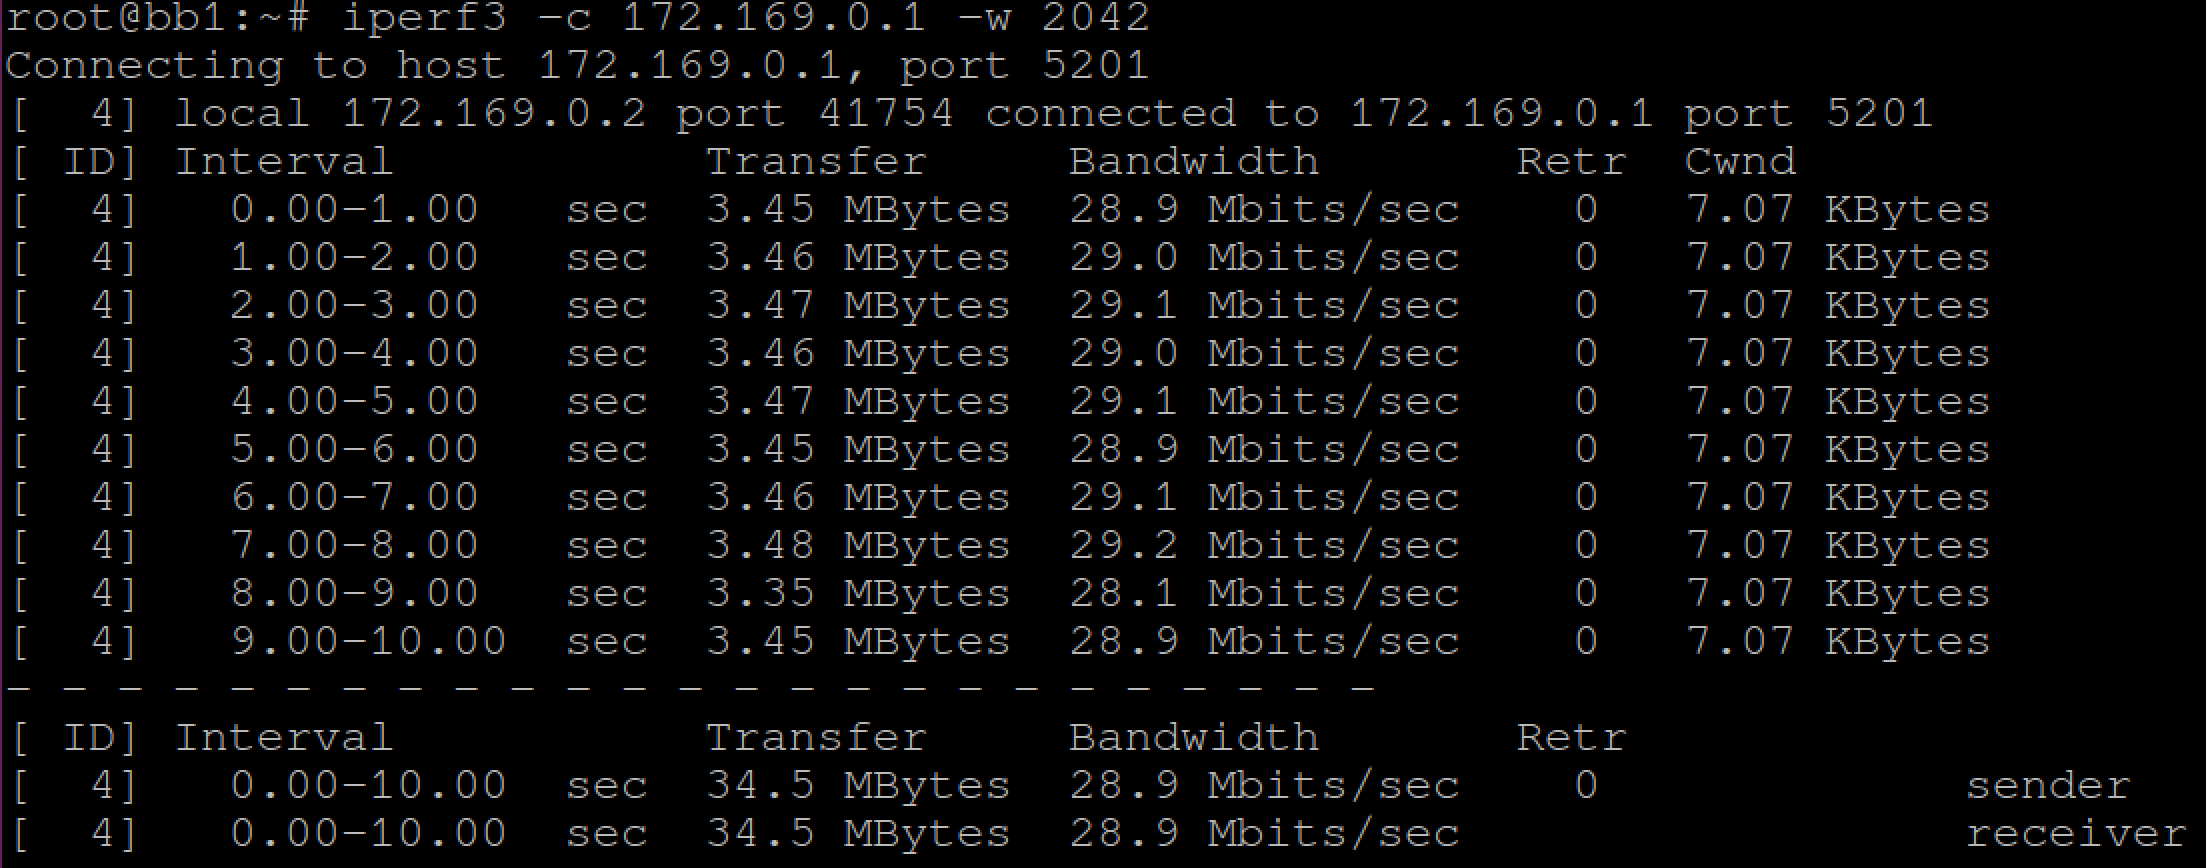 root@bb1:~# iperf3 -c 172.169.0.1 -w 2042
Connecting to host 172.169.0.1, port 5201
[  4] local 172.169.0.2 port 41754 connected to 172.169.0.1 port 5201
[ ID] Interval           Transfer     Bandwidth       Retr  Cwnd
[  4]   0.00-1.00   sec  3.45 MBytes  28.9 Mbits/sec    0   7.07 KBytes
[  4]   1.00-2.00   sec  3.46 MBytes  29.0 Mbits/sec    0   7.07 KBytes
[  4]   2.00-3.00   sec  3.47 MBytes  29.1 Mbits/sec    0   7.07 KBytes
[  4]   3.00-4.00   sec  3.46 MBytes  29.0 Mbits/sec    0   7.07 KBytes
[  4]   4.00-5.00   sec  3.47 MBytes  29.1 Mbits/sec    0   7.07 KBytes
[  4]   5.00-6.00   sec  3.45 MBytes  28.9 Mbits/sec    0   7.07 KBytes
[  4]   6.00-7.00   sec  3.46 MBytes  29.1 Mbits/sec    0   7.07 KBytes
[  4]   7.00-8.00   sec  3.48 MBytes  29.2 Mbits/sec    0   7.07 KBytes
[  4]   8.00-9.00   sec  3.35 MBytes  28.1 Mbits/sec    0   7.07 KBytes
[  4]   9.00-10.00  sec  3.45 MBytes  28.9 Mbits/sec    0   7.07 KBytes
- - - - - - - - - - - - - - - - - - - - - - - - -
[ ID] Interval           Transfer     Bandwidth       Retr
[  4]   0.00-10.00  sec  34.5 MBytes  28.9 Mbits/sec    0             sender
[  4]   0.00-10.00  sec  34.5 MBytes  28.9 Mbits/sec                  receiver